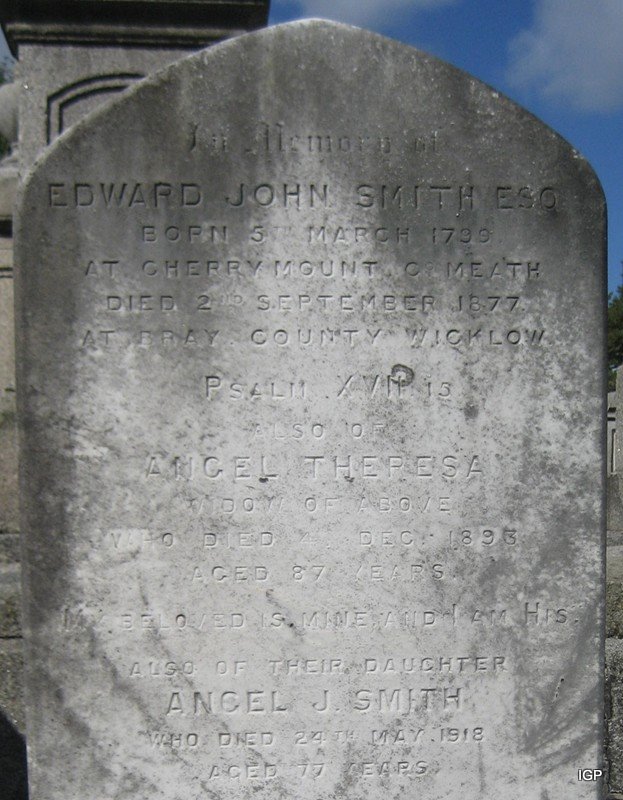 In Memory of
EDWARD JOHN SMITH ESQ
BORN 5TH MARCH 1799
AT CHERRYMOUNT Co MEATH
DIED 2ND SEPTEMBER 1877
AT BRAY. COUNTY WICKLOW.
PSALM XVII 15
ALSO OF
ANGEL THERESA
WIDOW OF ABOVE
WHO DIED 4. DEC. 1893
AGED 87 YEARS.
MY BELOVED IS MINE AND I AM HIS.
ALSO OF THEIR DAUGHTER
ANGEL J. SMITH
WHO DIED 24TH MAY. 1918
AGED 77 YEARS
IGP